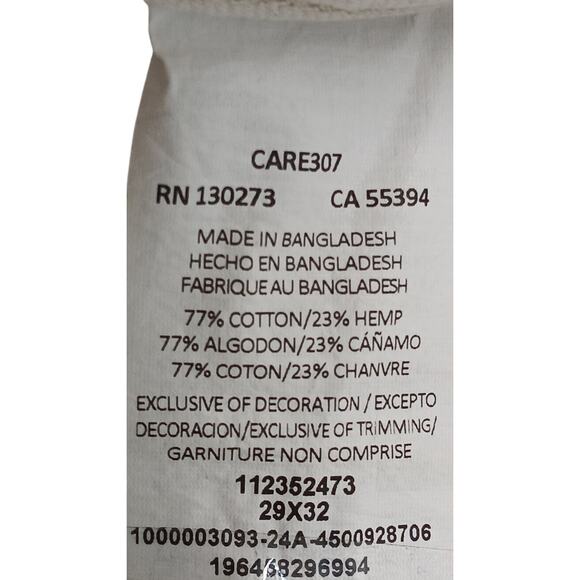 CARE307
RN 130273 CA 55394
MADE IN BANGLADESH
HECHO EN BANGLADESH
FABRIQUE AU BANGLADESH
77% COTTON/23% HEMP
77% ALGODON/23% CÁÑAMO
77% COTON/23% CHANVRE
EXCLUSIVE OF DECORATION / EXCEPTO
DECORACION/EXCLUSIVE OF TRIMMING/
GARNITURE NON COMPRISE
112352473
29X32
1000003093-24A-4500928706
196468296994